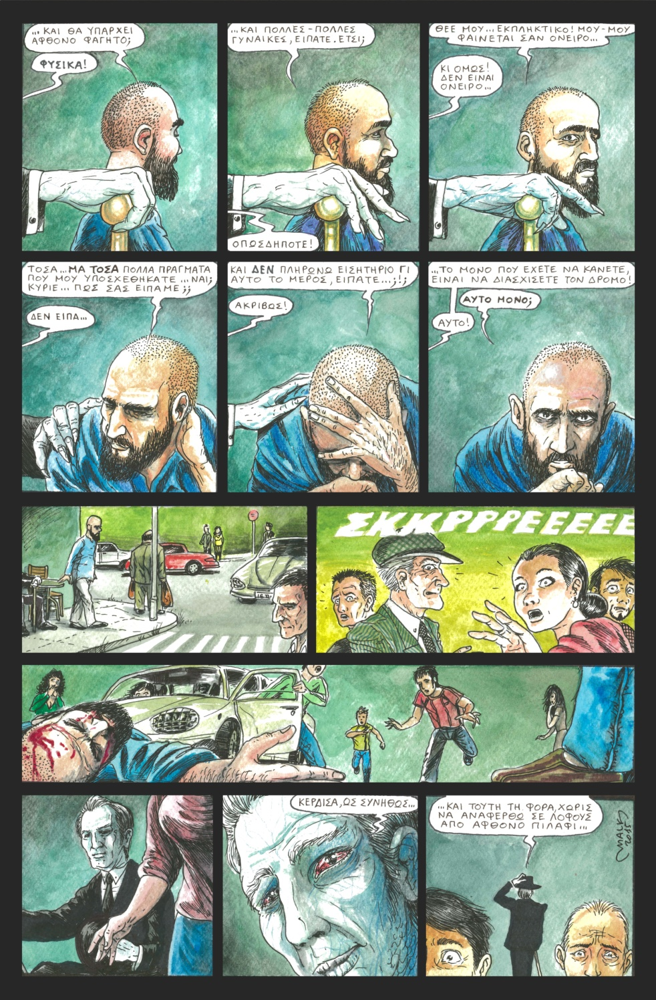 ... ΚΑΙ ΘΑ ΥΠΑΡΧΕΙ
ΑΦΘΟΝΟ ΦΑΓΗΤΟ;
ΦΥΣΙΚΑ!
...ΚΑΙ ΠΟΛΛΕΣ-ΠΟΛΛΕΣ
ΓΥΝΑΙΚΕΣ, ΕΙΠΑΤΕ. ΕΤΣΙ;
ΟΠΩΣΔΗΠΟΤΕ!
ΘΕΕ ΜΟΥ... ΕΚΠΛΗΚΤΙΚΟ! ΜΟΥ-ΜΟΥ
ΦΑΙΝΕΤΑΙ ΣΑΝ ΟΝΕΙΡΟ...
ΚΙ ΟΜΩΣ!
ΔΕΝ ΕΙΝΑΙ
ΟΝΕΙΡΟ...
ΤΟΣΑ... ΜΑ ΤΟΣΑ ΠΟΛΛΑ ΠΡΑΓΜΑΤΑ
ΠΟΥ ΜΟΥ ΥΠΟΣΧΕΘΗΚΑΤΕ ... ΝΑΙ;
ΚΥΡΙΕ... ΠΩΣ ΣΑΣ ΕΙΠΑΜΕ;;
ΔΕΝ ΕΙΠΑ...
ΚΑΙ ΔΕΝ ΠΛΗΡΩΝΩ ΕΙΣΗΤΗΡΙΟ ΓΙ
ΑΥΤΟ ΤΟ ΜΕΡΟΣ, ΕΙΠΑΤΕ...;!;
ΑΚΡΙΒΩΣ!
...ΤΟ ΜΟΝΟ ΠΟΥ ΕΧΕΤΕ ΝΑ ΚΑΝΕΤΕ,
ΕΙΝΑΙ ΝΑ ΔΙΑΣΧΙΣΕΤΕ ΤΟΝ ΔΡΟΜΟ!
ΑΥΤΟ ΜΟΝΟ;
ΑΥΤΟ!
ΣΚΚΡΡΡΡΕΕΕΕΕ
ΚΕΡΔΙΣΑ, ΩΣ ΣΥΝΗΘΩΣ...
...ΚΑΙ ΤΟΥΤΗ ΤΗ ΦΟΡΑ, ΧΩΡΙΣ
ΝΑ ΑΝΑΦΕΡΘΩ ΣΕ ΛΟΦΟΥΣ
ΑΠΟ ΑΦΘΟΝΟ ΠΙΛΑΦΙ...
MALK
2015